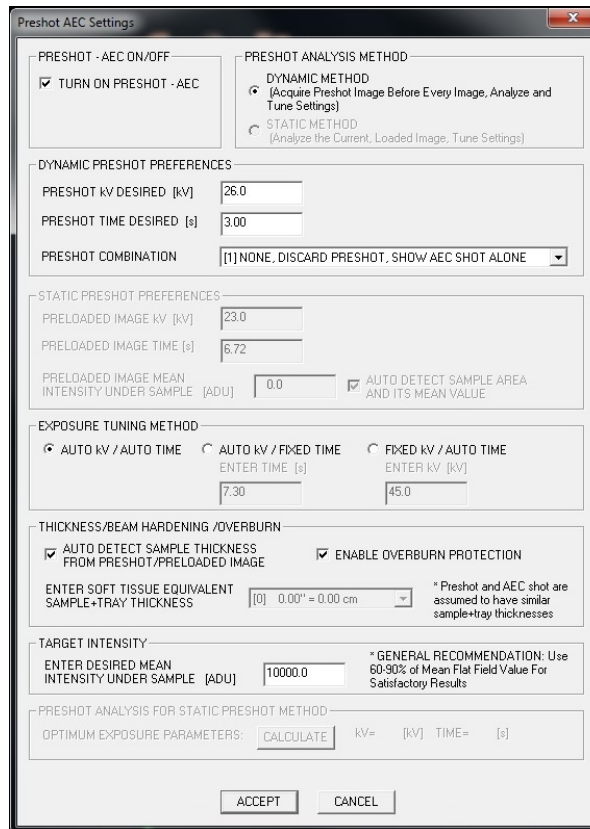 Preshot AEC Settings
PRESHOT - AEC ON/OFF
TURN ON PRESHOT - AEC
PRESHOT ANALYSIS METHOD
DYNAMIC METHOD
(Acquire Preshot Image Before Every Image, Analyze and
Tune Settings)
STATIC METHOD
(Analyze the Current, Loaded Image, Tune Settings)
DYNAMIC PRESHOT PREFERENCES
PRESHOT kV DESIRED [kV] 26.0
PRESHOT TIME DESIRED [s] 3.00
PRESHOT COMBINATION [1] NONE, DISCARD PRESHOT, SHOW AEC SHOT ALONE
STATIC PRESHOT PREFERENCES
PRELOADED IMAGE kV [kV] 23.0
PRELOADED IMAGE TIME [s] 6.72
PRELOADED IMAGE MEAN
INTENSITY UNDER SAMPLE [ADU] 0.0
AUTO DETECT SAMPLE AREA
AND ITS MEAN VALUE
EXPOSURE TUNING METHOD
AUTO kV / AUTO TIME AUTO kV / FIXED TIME FIXED kV / AUTO TIME
ENTER TIME [s] ENTER kV [kV]
7.30 45.0
THICKNESS/BEAM HARDENING /OVERBURN
AUTO DETECT SAMPLE THICKNESS
FROM PRESHOT/PRELOADED IMAGE
ENABLE OVERBURN PROTECTION
ENTER SOFT TISSUE EQUIVALENT
SAMPLE+TRAY THICKNESS
[0] 0.00" = 0.00 cm
* Preshot and AEC shot are
assumed to have similar
sample+tray thicknesses
TARGET INTENSITY
ENTER DESIRED MEAN
INTENSITY UNDER SAMPLE [ADU] 10000.0
* GENERAL RECOMMENDATION: Use
60-90% of Mean Flat Field Value For
Satisfactory Results
PRESHOT ANALYSIS FOR STATIC PRESHOT METHOD
OPTIMUM EXPOSURE PARAMETERS: CALCULATE kV= [kV] TIME= [s]
ACCEPT CANCEL